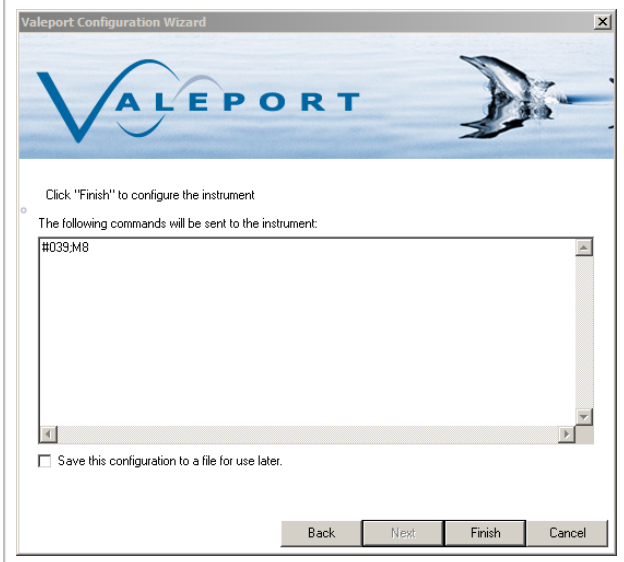 Valeport Configuration Wizard
VALEPORT
Click "Finish" to configure the instrument
The following commands will be sent to the instrument:
#039;M8
Save this configuration to a file for use later.
Back Next Finish Cancel